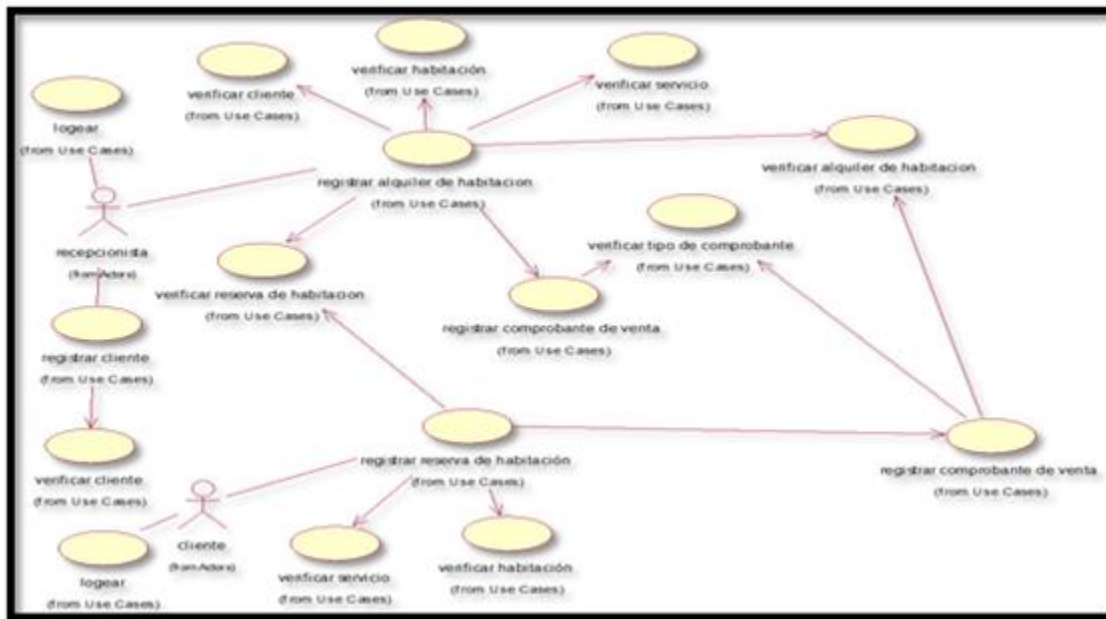 verificar habitación
(from Use Cases)
verificar servicio
(from Use Cases)
verificar cliente
(from Use Cases)
logear
(from Use Cases)
registrar alquiler de habitacion
(from Use Cases)
verificar alquiler de habitacion
(from Use Cases)
recepcionista
(from Actors)
verificar tipo de comprobante
(from Use Cases)
verificar reserva de habitacion
(from Use Cases)
registrar comprobante de venta
(from Use Cases)
registrar cliente
(from Use Cases)
verificar cliente
(from Use Cases)
registrar reserva de habitación
(from Use Cases)
registrar comprobante de venta
(from Use Cases)
cliente
(from Actors)
logear
(from Use Cases)
verificar servicio
(from Use Cases)
verificar habitación
(from Use Cases)